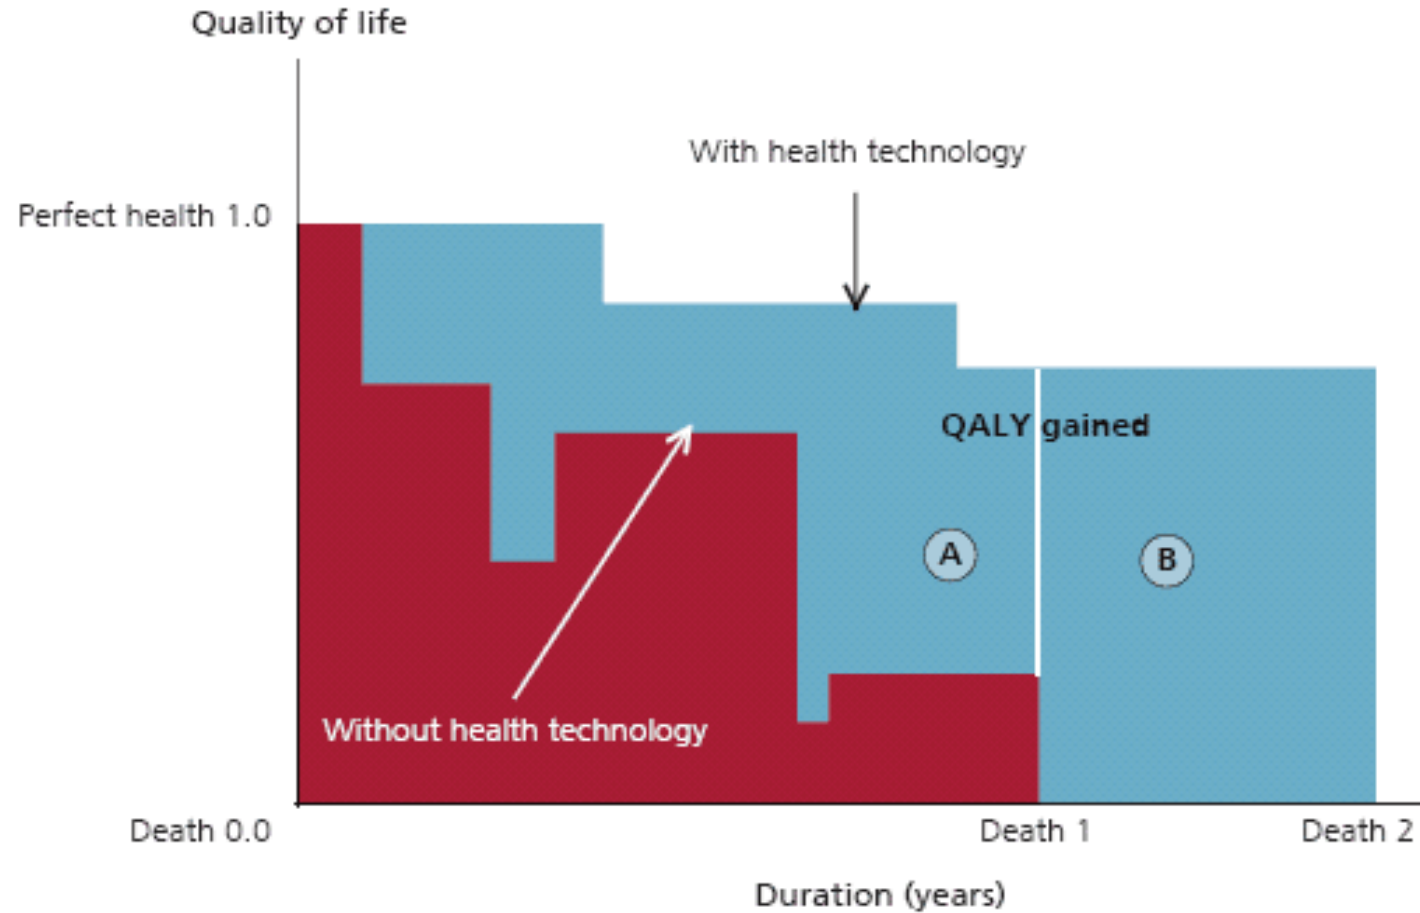 Quality of life
With health technology
Perfect health 1.0
QALY gained
A
B
Without health technology
Death 0.0
Death 1
Death 2
Duration (years)